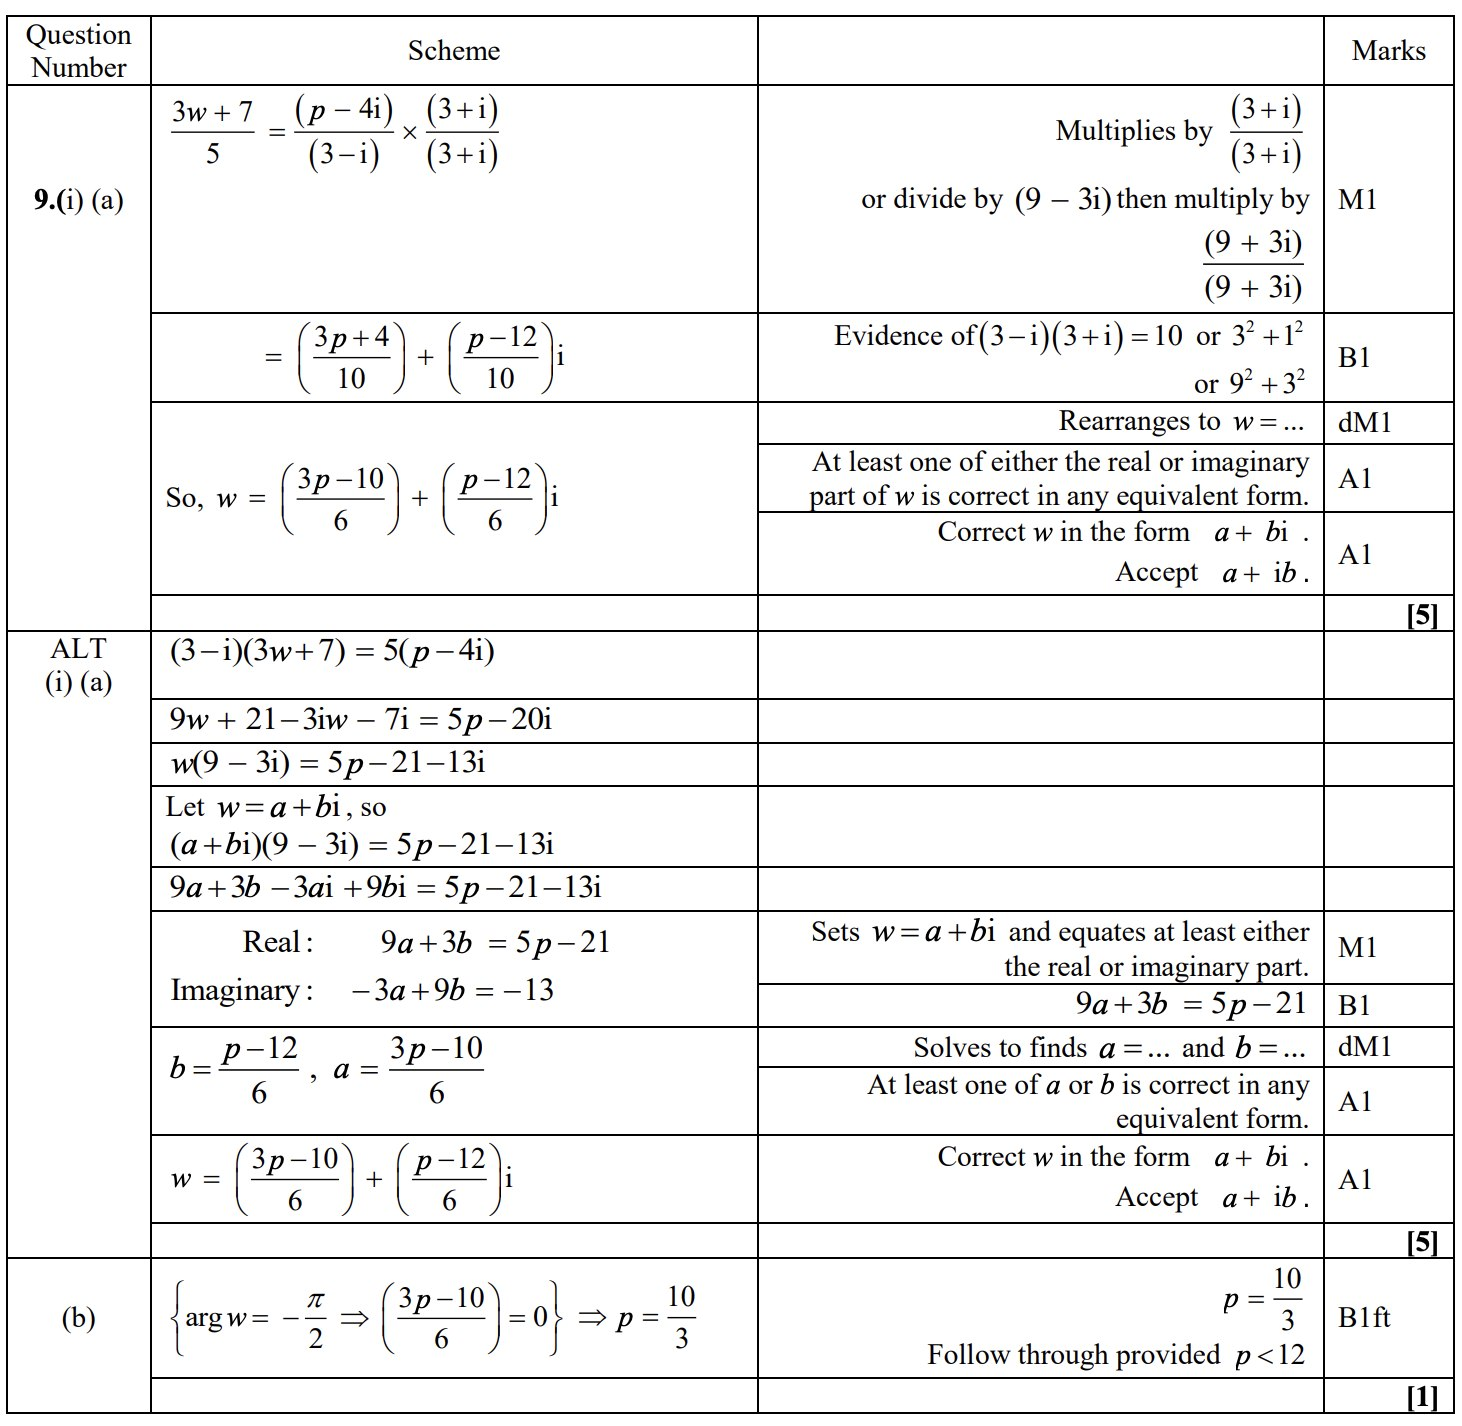 Question Number | Scheme | | Marks
9.(i) (a)
(3w + 7)/5 = (p − 4i)/(3 − i) × (3 + i)/(3 + i)
Multiplies by (3 + i)/(3 + i)
or divide by (9 − 3i) then multiply by
(9 + 3i)/(9 + 3i)
M1
= ((3p + 4)/10) + ((p − 12)/10)i
Evidence of (3 − i)(3 + i) = 10 or 3² + 1²
or 9² + 3²
B1
So, w = ((3p − 10)/6) + ((p − 12)/6)i
Rearranges to w = ...
dM1
At least one of either the real or imaginary
part of w is correct in any equivalent form.
A1
Correct w in the form a + bi .
Accept a + ib .
A1
[5]
ALT
(i) (a)
(3 − i)(3w + 7) = 5(p − 4i)
9w + 21 − 3iw − 7i = 5p − 20i
w(9 − 3i) = 5p − 21 − 13i
Let w = a + bi , so
(a + bi)(9 − 3i) = 5p − 21 − 13i
9a + 3b − 3ai + 9bi = 5p − 21 − 13i
Real : 9a + 3b = 5p − 21
Imaginary : −3a + 9b = −13
Sets w = a + bi and equates at least either
the real or imaginary part.
M1
9a + 3b = 5p − 21
B1
b = (p − 12)/6 , a = (3p − 10)/6
Solves to finds a = ... and b = ...
dM1
At least one of a or b is correct in any
equivalent form.
A1
w = ((3p − 10)/6) + ((p − 12)/6)i
Correct w in the form a + bi .
Accept a + ib .
A1
[5]
(b)
{arg w = −π/2 ⇒ ((3p − 10)/6) = 0} ⇒ p = 10/3
p = 10/3
Follow through provided p < 12
B1ft
[1]